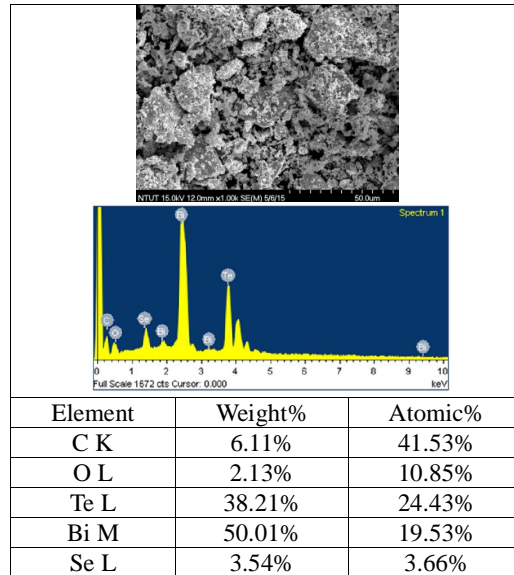 NTUT 15.0kV 12.0mm x1.00k SE(M) 5/6/15 50.0um
Spectrum 1
Bi
Te
C
O
Se
Bi
Bi
Bi
0 1 2 3 4 5 6 7 8 9 10
Full Scale 1672 cts Cursor: 0.000 keV
Element Weight% Atomic%
C K 6.11% 41.53%
O L 2.13% 10.85%
Te L 38.21% 24.43%
Bi M 50.01% 19.53%
Se L 3.54% 3.66%